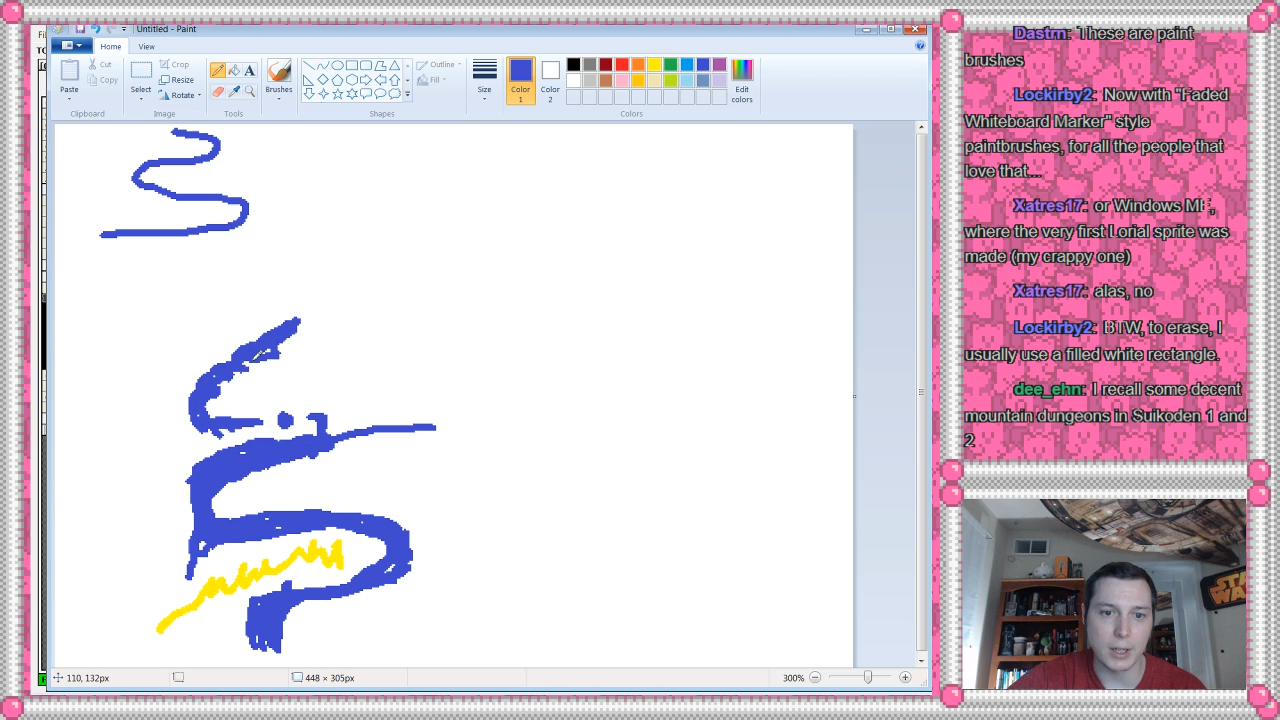 Untitled - Paint
Home View
Paste
Cut
Copy
Clipboard
Select
Crop
Resize
Rotate
Image
A
Tools
Brushes
Outline
Fill
Shapes
Size
Color
1
Color
2
Edit
colors
Colors
110, 132px
448 × 305px
300%
Dastrn: These are paint
brushes
Lockirby2: Now with "Faded
Whiteboard Marker" style
paintbrushes, for all the people that
love that...
Xatres17: or Windows ME,
where the very first Lorial sprite was
made (my crappy one)
Xatres17: alas, no
Lockirby2: BTW, to erase, I
usually use a filled white rectangle.
dee_ehn: I recall some decent
mountain dungeons in Suikoden 1 and
2
STAR
WARS